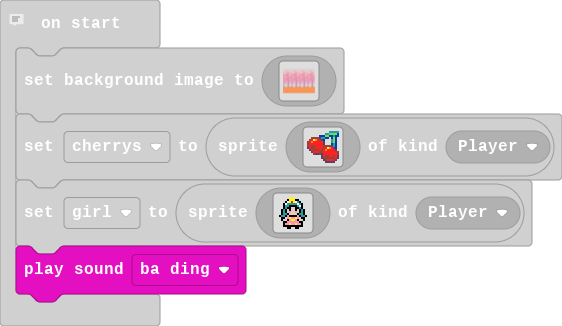 on start
set background image to
set cherrys to sprite of kind Player
set girl to sprite of kind Player
play sound ba ding